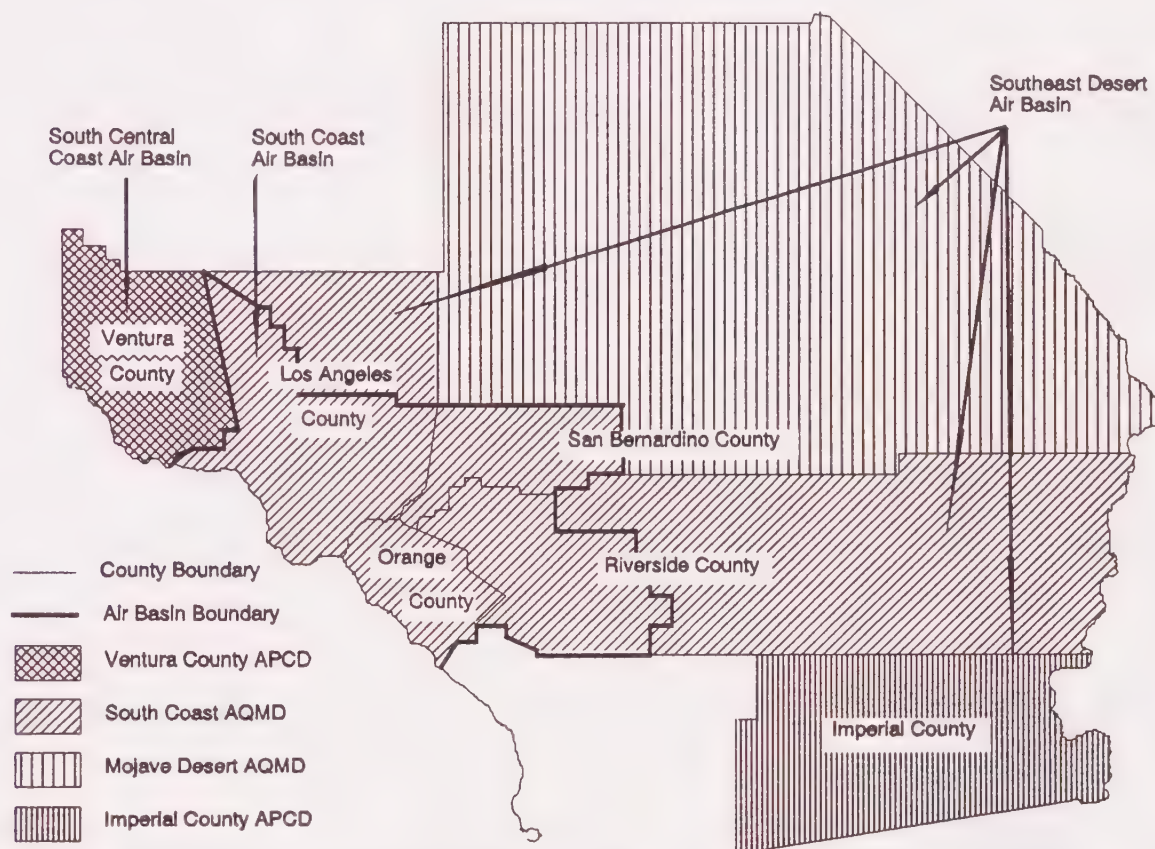 Southeast Desert
Air Basin
South Central
Coast Air Basin
South Coast
Air Basin
Ventura
County
Los Angeles
County
San Bernardino County
Orange
County
Riverside County
Imperial County
County Boundary
Air Basin Boundary
Ventura County APCD
South Coast AQMD
Mojave Desert AQMD
Imperial County APCD